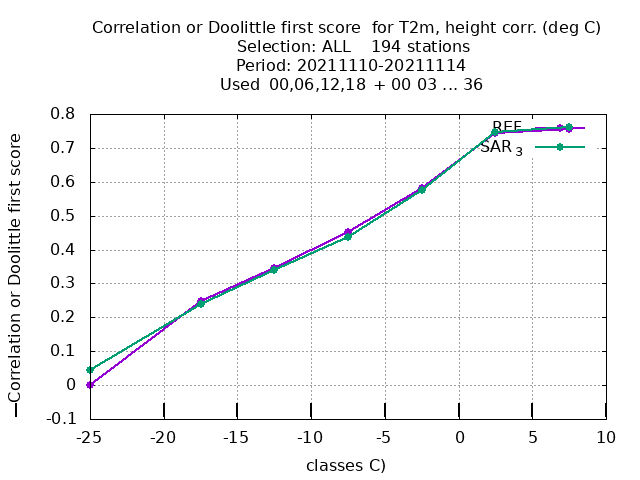 Correlation or Doolittle first score for T2m, height corr. (deg C)
Selection: ALL 194 stations
Period: 20211110-20211114
Used 00,06,12,18 + 00 03 ... 36
Correlation or Doolittle first score
0.8
0.7
0.6
0.5
0.4
0.3
0.2
0.1
0
-0.1
REF
SAR 3
-25
-20
-15
-10
-5
0
5
10
classes C)